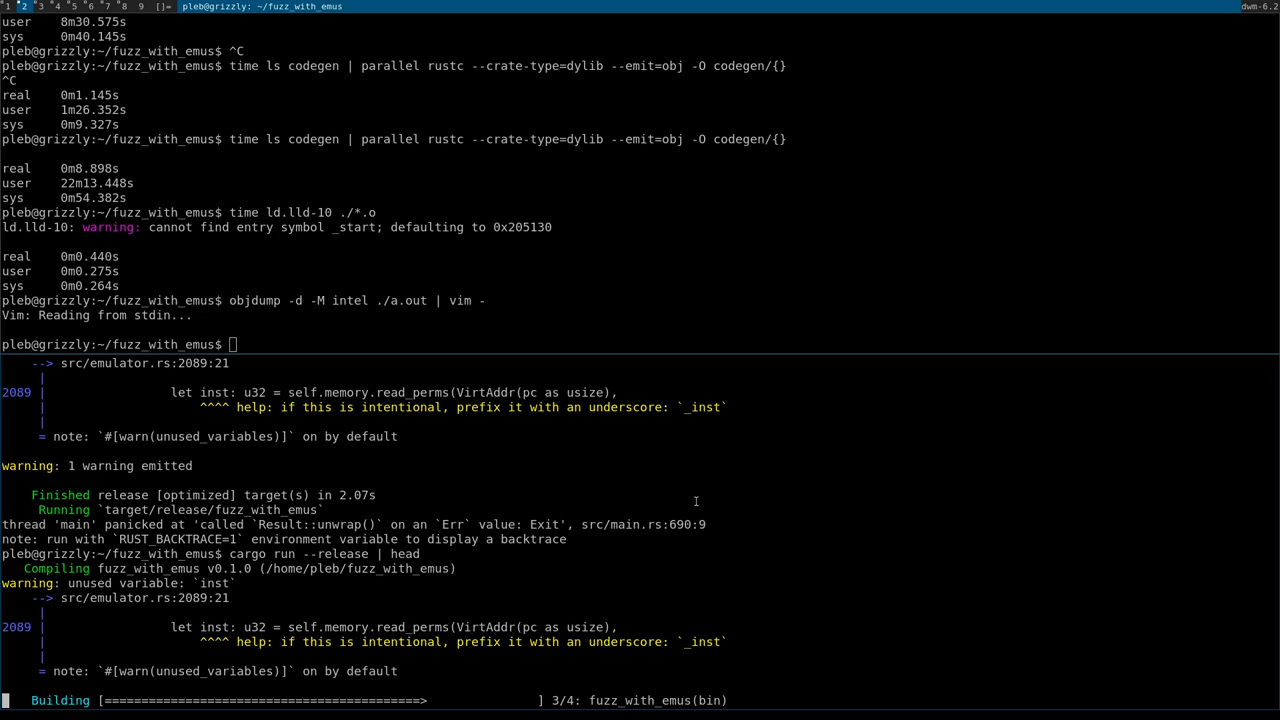 1 2 3 4 5 6 7 8 9 []= pleb@grizzly: ~/fuzz_with_emus dwm-6.2
user    8m30.575s
sys     0m40.145s
pleb@grizzly:~/fuzz_with_emus$ ^C
pleb@grizzly:~/fuzz_with_emus$ time ls codegen | parallel rustc --crate-type=dylib --emit=obj -O codegen/{}
^C
real    0m1.145s
user    1m26.352s
sys     0m9.327s
pleb@grizzly:~/fuzz_with_emus$ time ls codegen | parallel rustc --crate-type=dylib --emit=obj -O codegen/{}
real    0m8.898s
user    22m13.448s
sys     0m54.382s
pleb@grizzly:~/fuzz_with_emus$ time ld.lld-10 ./*.o
ld.lld-10: warning: cannot find entry symbol _start; defaulting to 0x205130
real    0m0.440s
user    0m0.275s
sys     0m0.264s
pleb@grizzly:~/fuzz_with_emus$ objdump -d -M intel ./a.out | vim -
Vim: Reading from stdin...
pleb@grizzly:~/fuzz_with_emus$
    --> src/emulator.rs:2089:21
     |
2089 |                 let inst: u32 = self.memory.read_perms(VirtAddr(pc as usize),
     |                     ^^^^ help: if this is intentional, prefix it with an underscore: `_inst`
     |
     = note: `#[warn(unused_variables)]` on by default
warning: 1 warning emitted
    Finished release [optimized] target(s) in 2.07s
     Running `target/release/fuzz_with_emus`
thread 'main' panicked at 'called `Result::unwrap()` on an `Err` value: Exit', src/main.rs:690:9
note: run with `RUST_BACKTRACE=1` environment variable to display a backtrace
pleb@grizzly:~/fuzz_with_emus$ cargo run --release | head
   Compiling fuzz_with_emus v0.1.0 (/home/pleb/fuzz_with_emus)
warning: unused variable: `inst`
    --> src/emulator.rs:2089:21
     |
2089 |                 let inst: u32 = self.memory.read_perms(VirtAddr(pc as usize),
     |                     ^^^^ help: if this is intentional, prefix it with an underscore: `_inst`
     |
     = note: `#[warn(unused_variables)]` on by default
    Building [===========================================>               ] 3/4: fuzz_with_emus(bin)